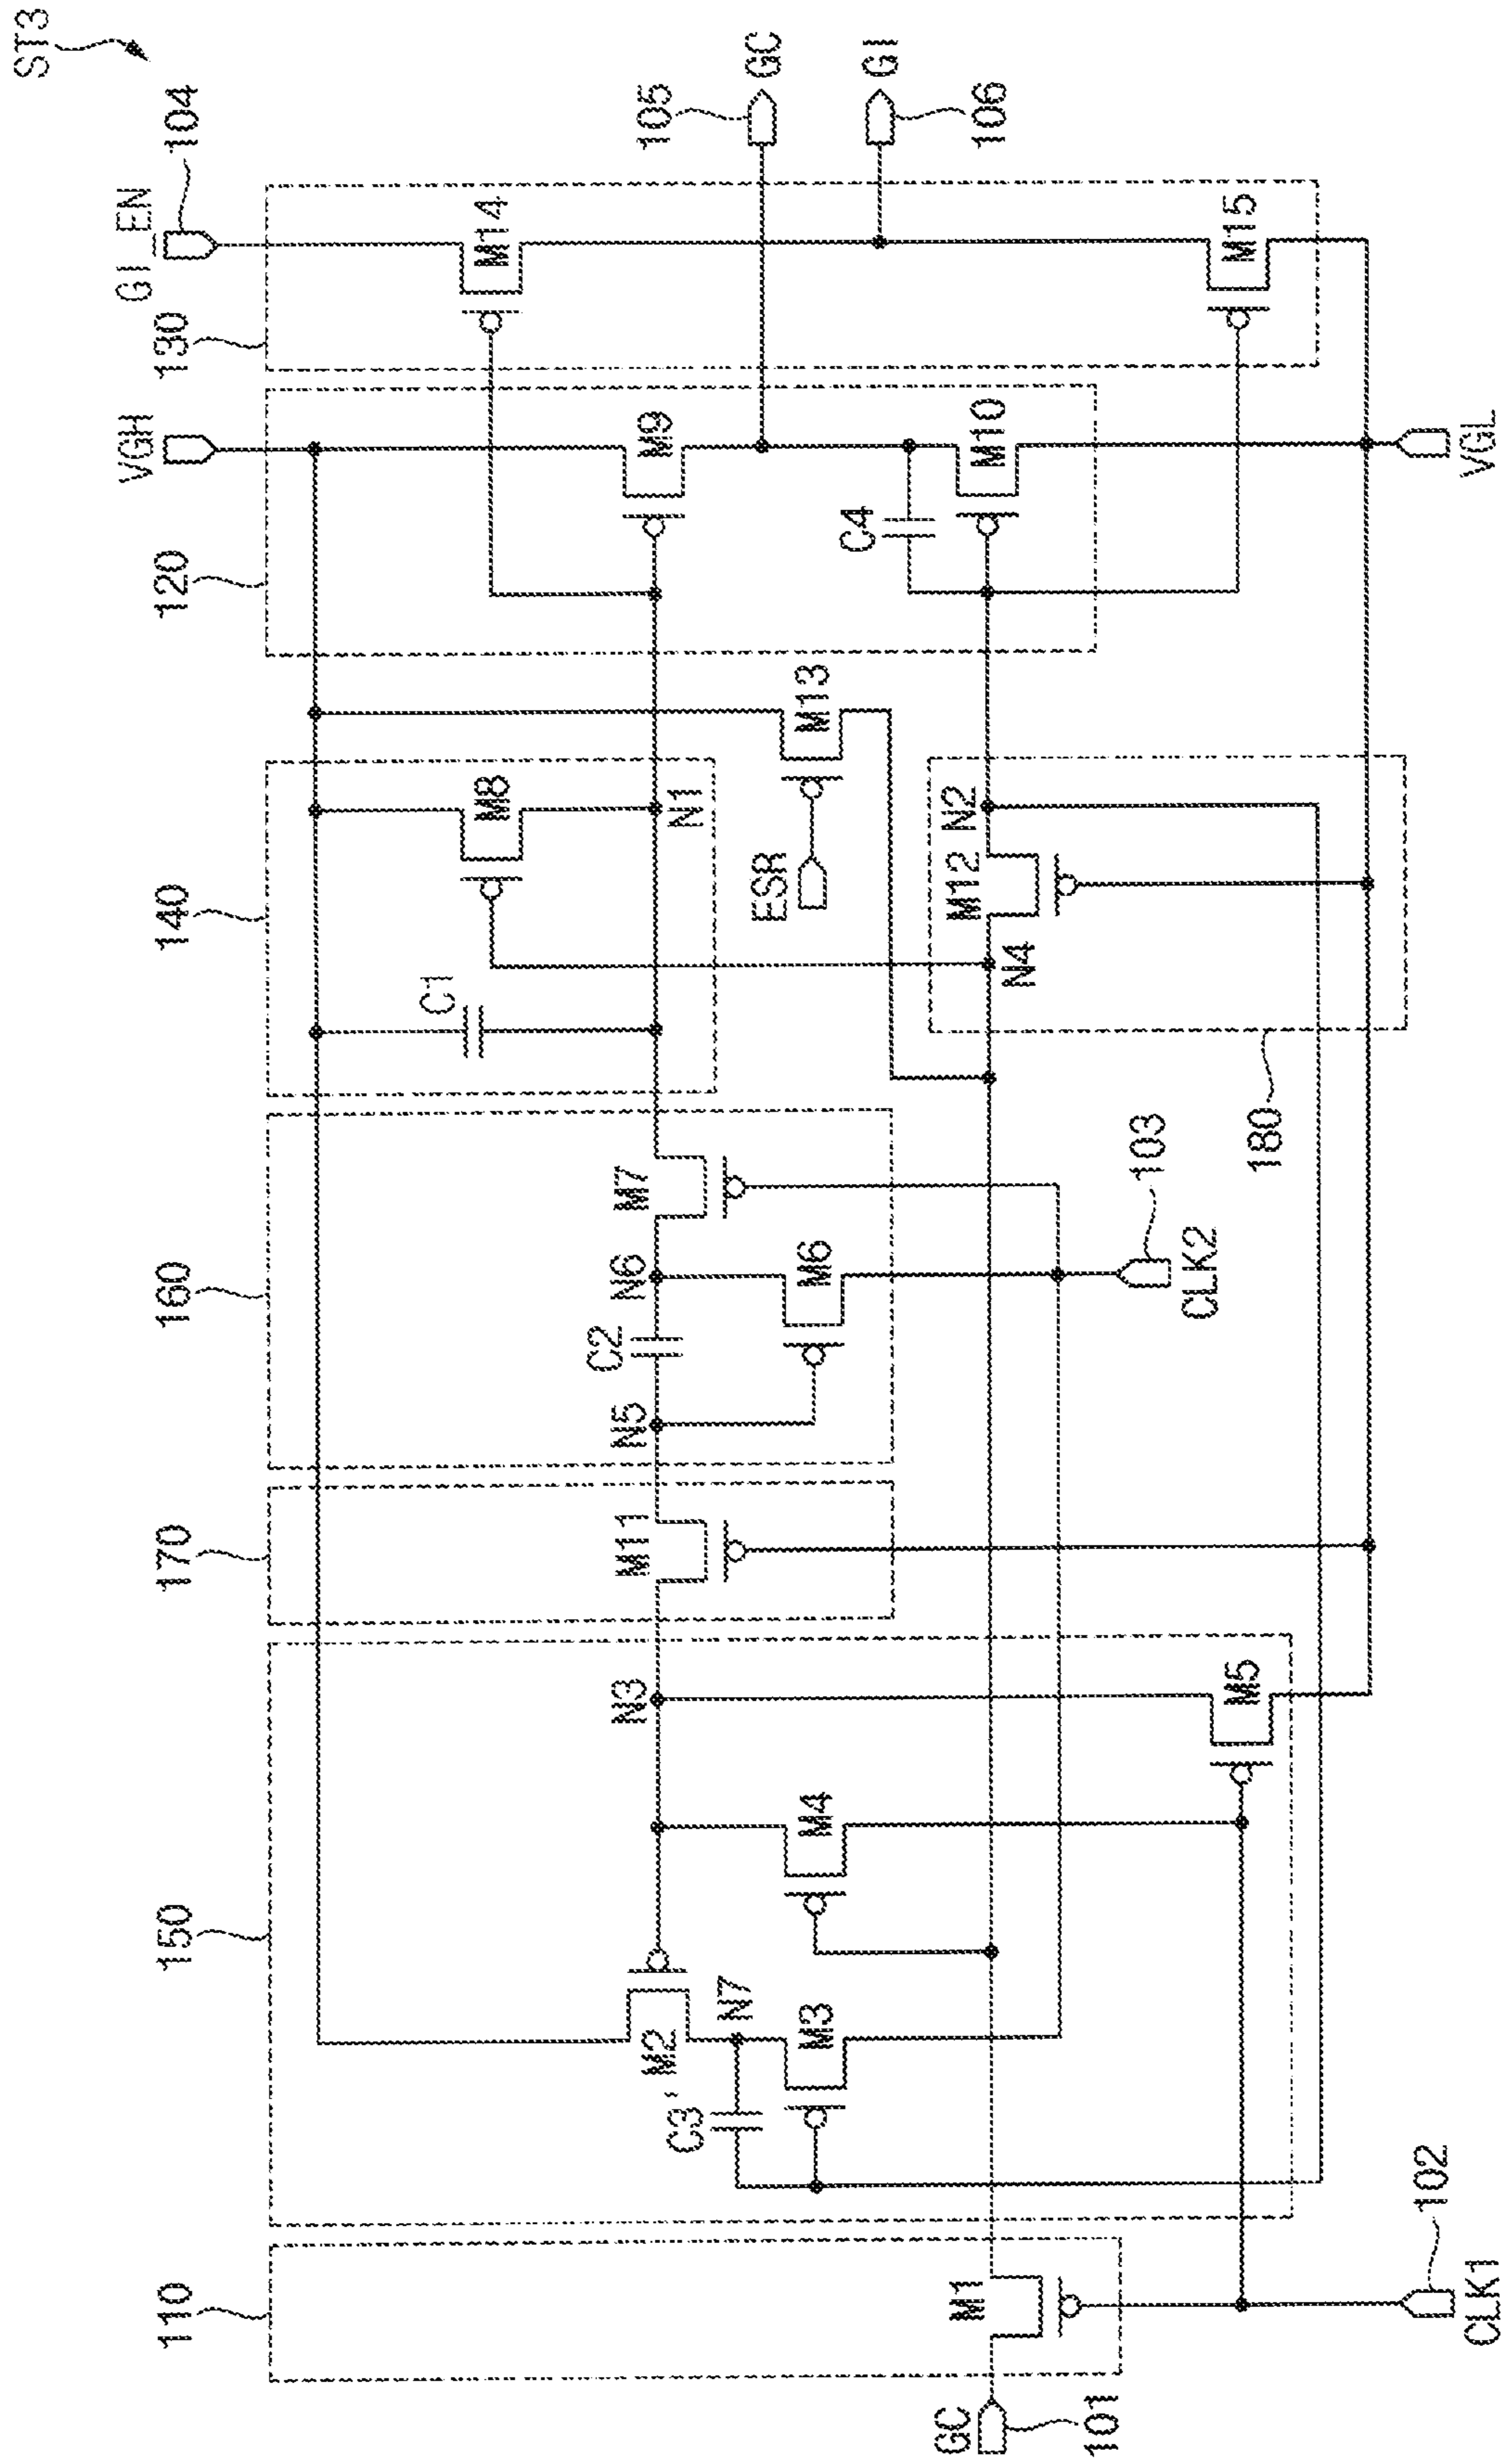 ST3
110
150
170
160
140
120
VGH
130
GI_EN
104
C1
M8
M14
M2
N3
M11
N5
C2
N6
M7
N1
M9
C3'
N7
M3
M4
M6
ESR
M13
105
GC
C4
GI
106
GC
101
M1
N4
M12
N2
M10
CLK2
103
M5
180
M15
CLK1
102
VGL